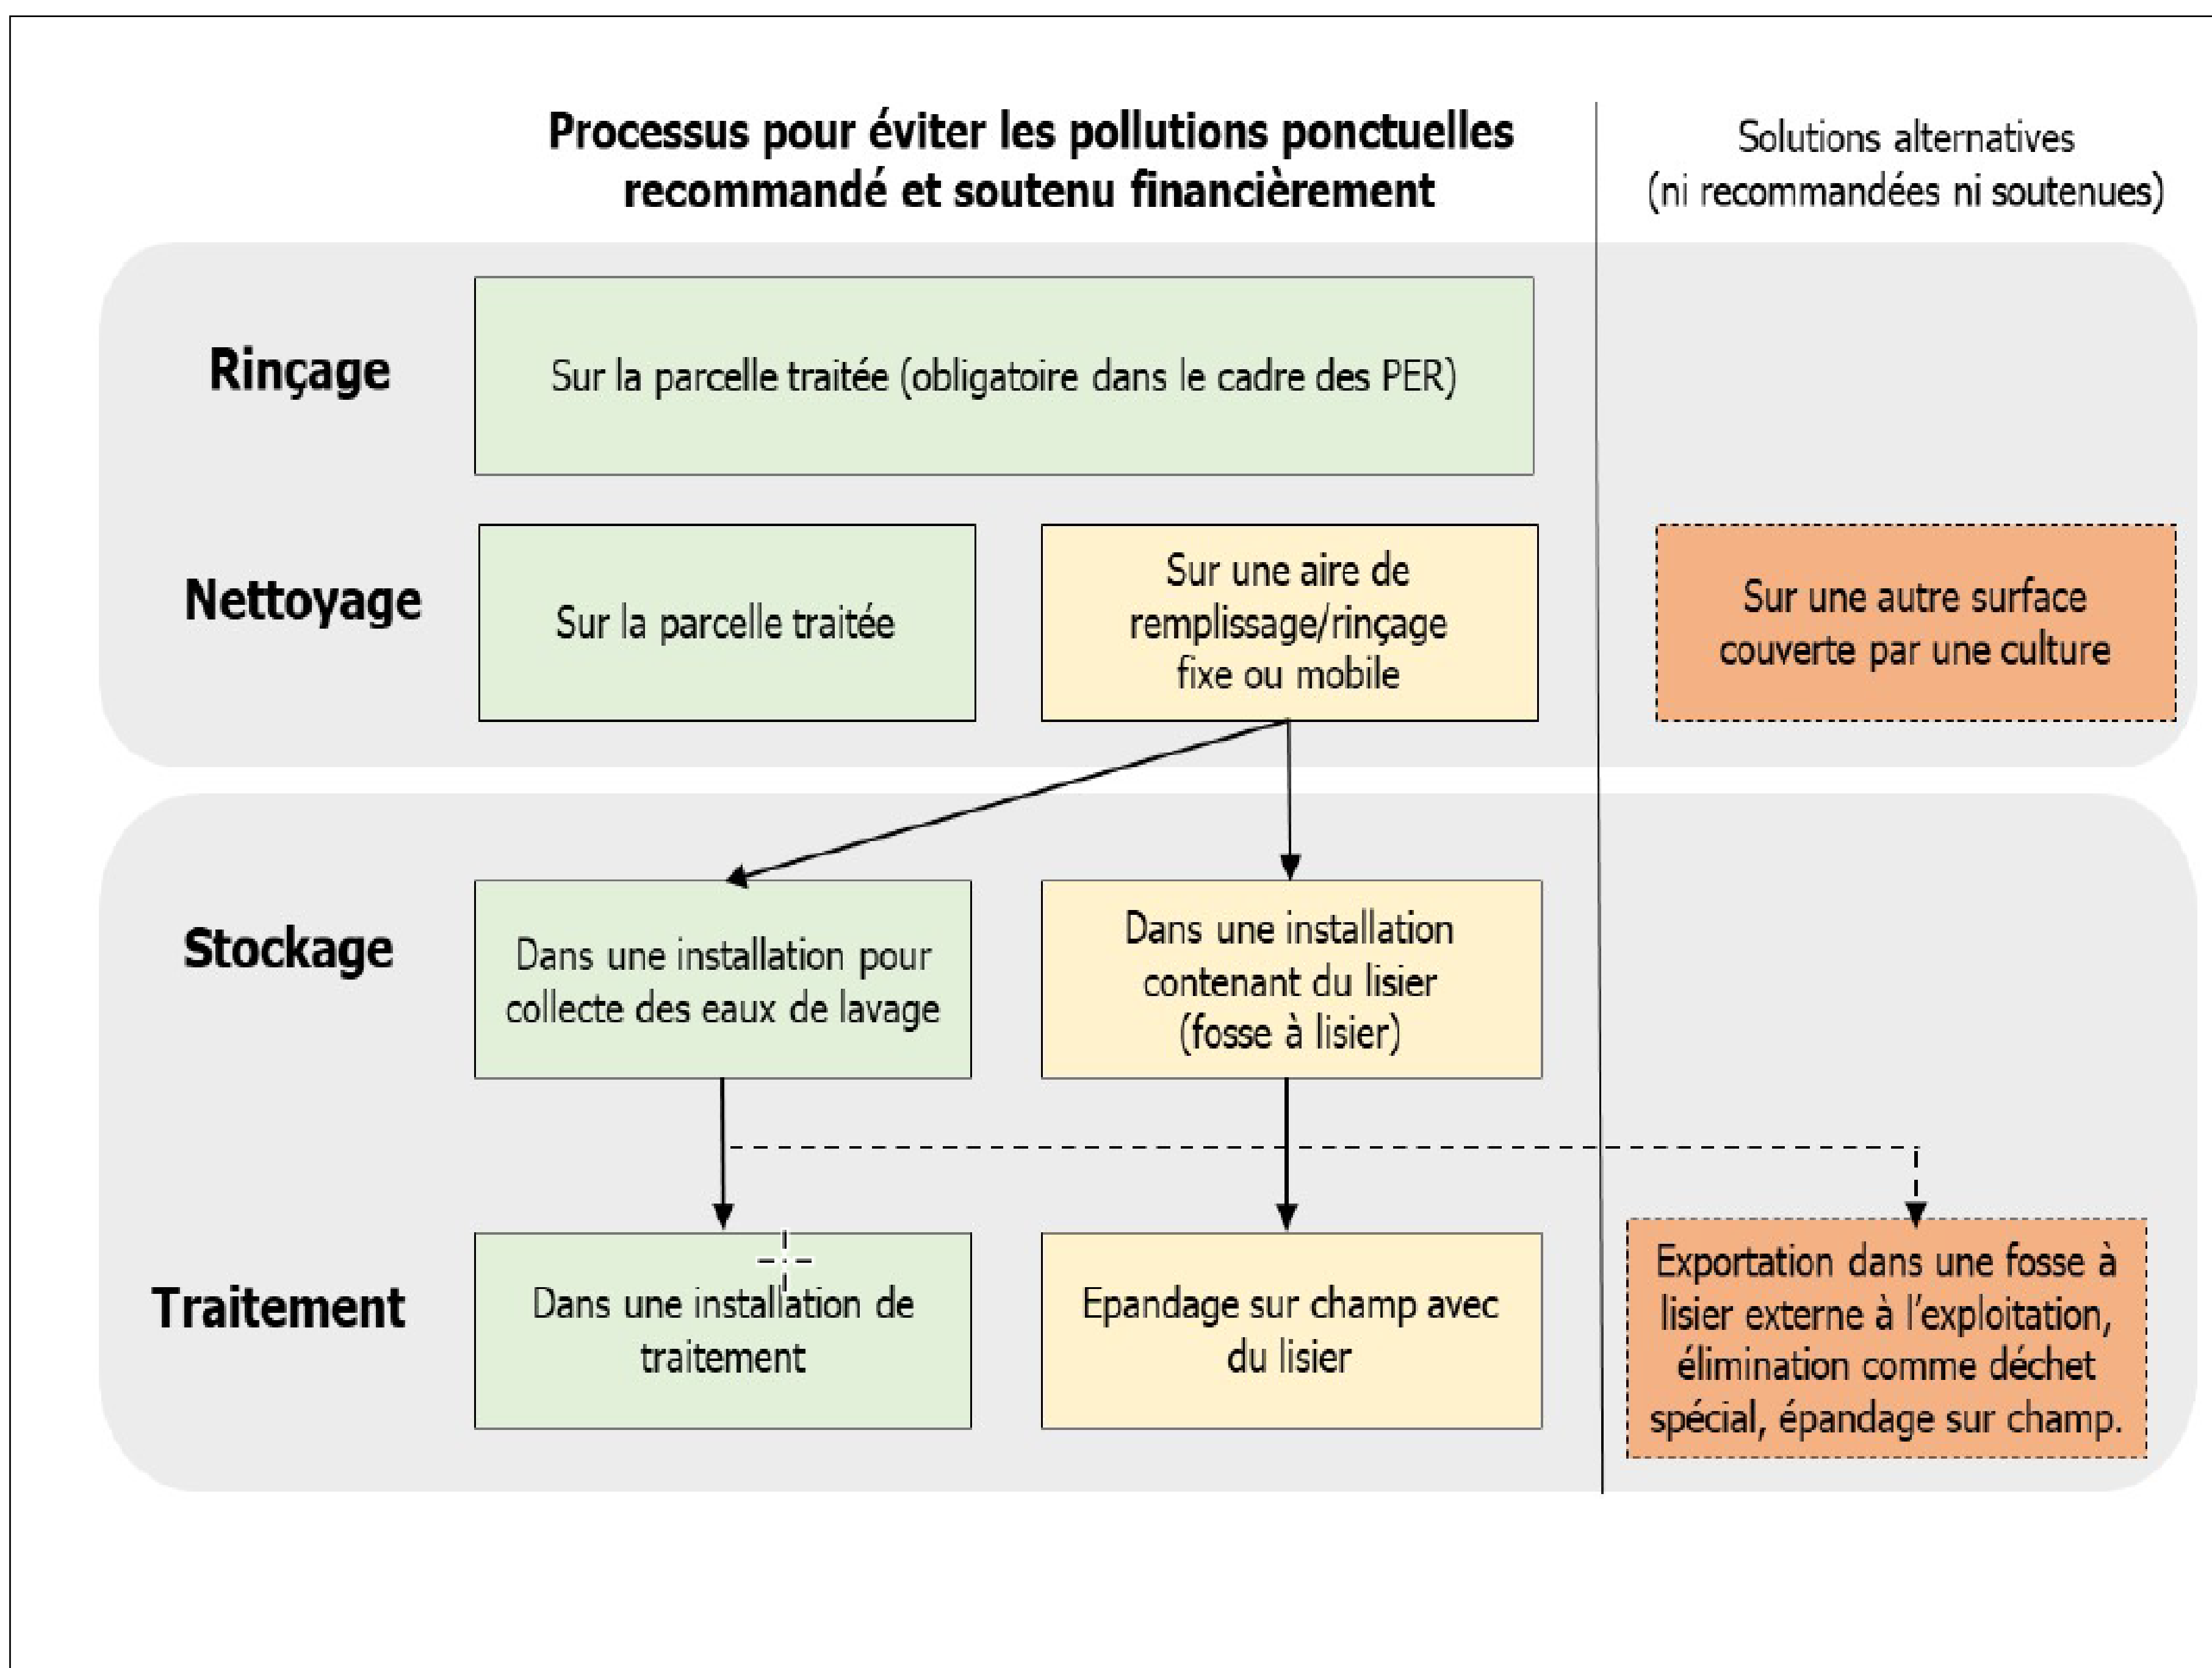 Processus pour éviter les pollutions ponctuelles
recommandé et soutenu financièrement
Solutions alternatives
(ni recommandées ni soutenues)
Rinçage
Sur la parcelle traitée (obligatoire dans le cadre des PER)
Nettoyage
Sur la parcelle traitée
Sur une aire de
remplissage/rinçage
fixe ou mobile
Sur une autre surface
couverte par une culture
Stockage
Dans une installation pour
collecte des eaux de lavage
Dans une installation
contenant du lisier
(fosse à lisier)
Traitement
Dans une installation de
traitement
Epandage sur champ avec
du lisier
Exportation dans une fosse à
lisier externe à l'exploitation,
élimination comme déchet
spécial, épandage sur champ.